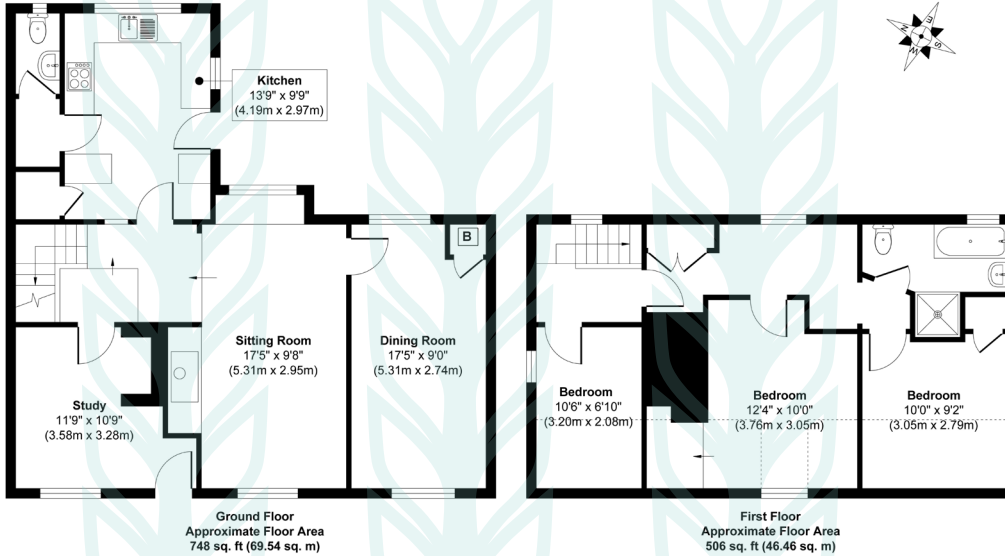 Kitchen
13'9" x 9'9"
(4.19m x 2.97m)
N
E
S
W
B
Sitting Room
17'5" x 9'8"
(5.31m x 2.95m)
Dining Room
17'5" x 9'0"
(5.31m x 2.74m)
Study
11'9" x 10'9"
(3.58m x 3.28m)
Bedroom
10'6" x 6'10"
(3.20m x 2.08m)
Bedroom
12'4" x 10'0"
(3.76m x 3.05m)
Bedroom
10'0" x 9'2"
(3.05m x 2.79m)
Ground Floor
Approximate Floor Area
748 sq. ft (69.54 sq. m)
First Floor
Approximate Floor Area
506 sq. ft (46.46 sq. m)